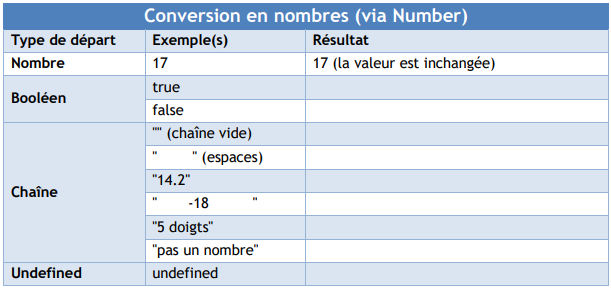 Conversion en nombres (via Number)
Type de départ Exemple(s) Résultat
Nombre 17 17 (la valeur est inchangée)
Booléen
true
false
Chaîne
"" (chaîne vide)
" " (espaces)
"14.2"
" -18 "
"5 doigts"
"pas un nombre"
Undefined undefined